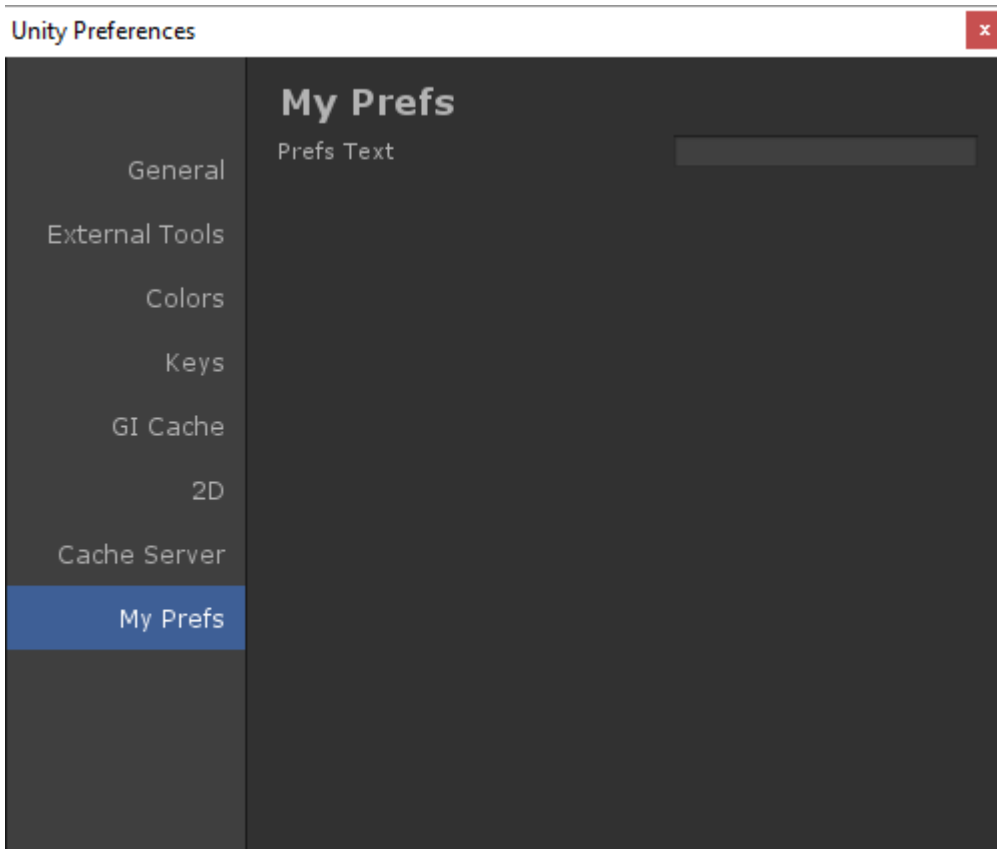 Unity Preferences
x
General
External Tools
Colors
Keys
GI Cache
2D
Cache Server
My Prefs
My Prefs
Prefs Text